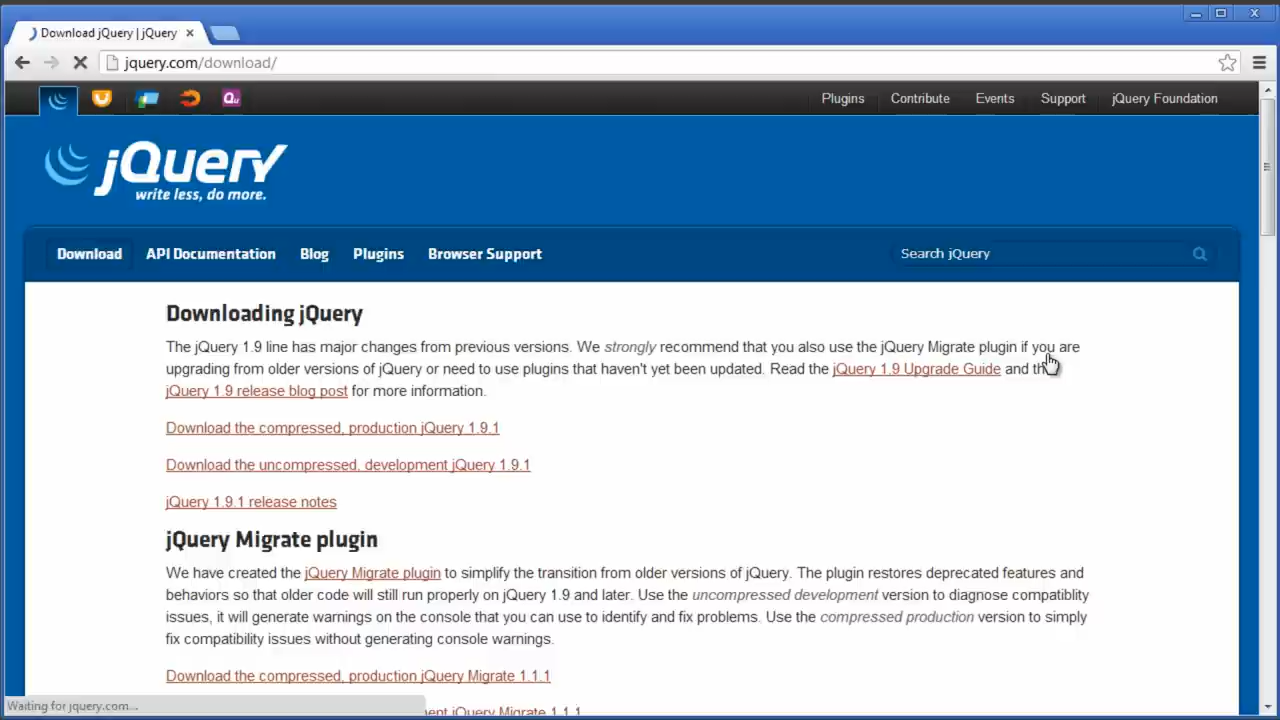 Download jQuery | jQuery
jquery.com/download/
Plugins Contribute Events Support jQuery Foundation
jQuery
write less, do more.
Download API Documentation Blog Plugins Browser Support Search jQuery
Downloading jQuery
The jQuery 1.9 line has major changes from previous versions. We strongly recommend that you also use the jQuery Migrate plugin if you are
upgrading from older versions of jQuery or need to use plugins that haven't yet been updated. Read the jQuery 1.9 Upgrade Guide and th
jQuery 1.9 release blog post for more information.
Download the compressed, production jQuery 1.9.1
Download the uncompressed, development jQuery 1.9.1
jQuery 1.9.1 release notes
jQuery Migrate plugin
We have created the jQuery Migrate plugin to simplify the transition from older versions of jQuery. The plugin restores deprecated features and
behaviors so that older code will still run properly on jQuery 1.9 and later. Use the uncompressed development version to diagnose compatiblity
issues, it will generate warnings on the console that you can use to identify and fix problems. Use the compressed production version to simply
fix compatibility issues without generating console warnings.
Download the compressed, production jQuery Migrate 1.1.1
Waiting for jquery.com... ent jQuery Migrate 1.1.1